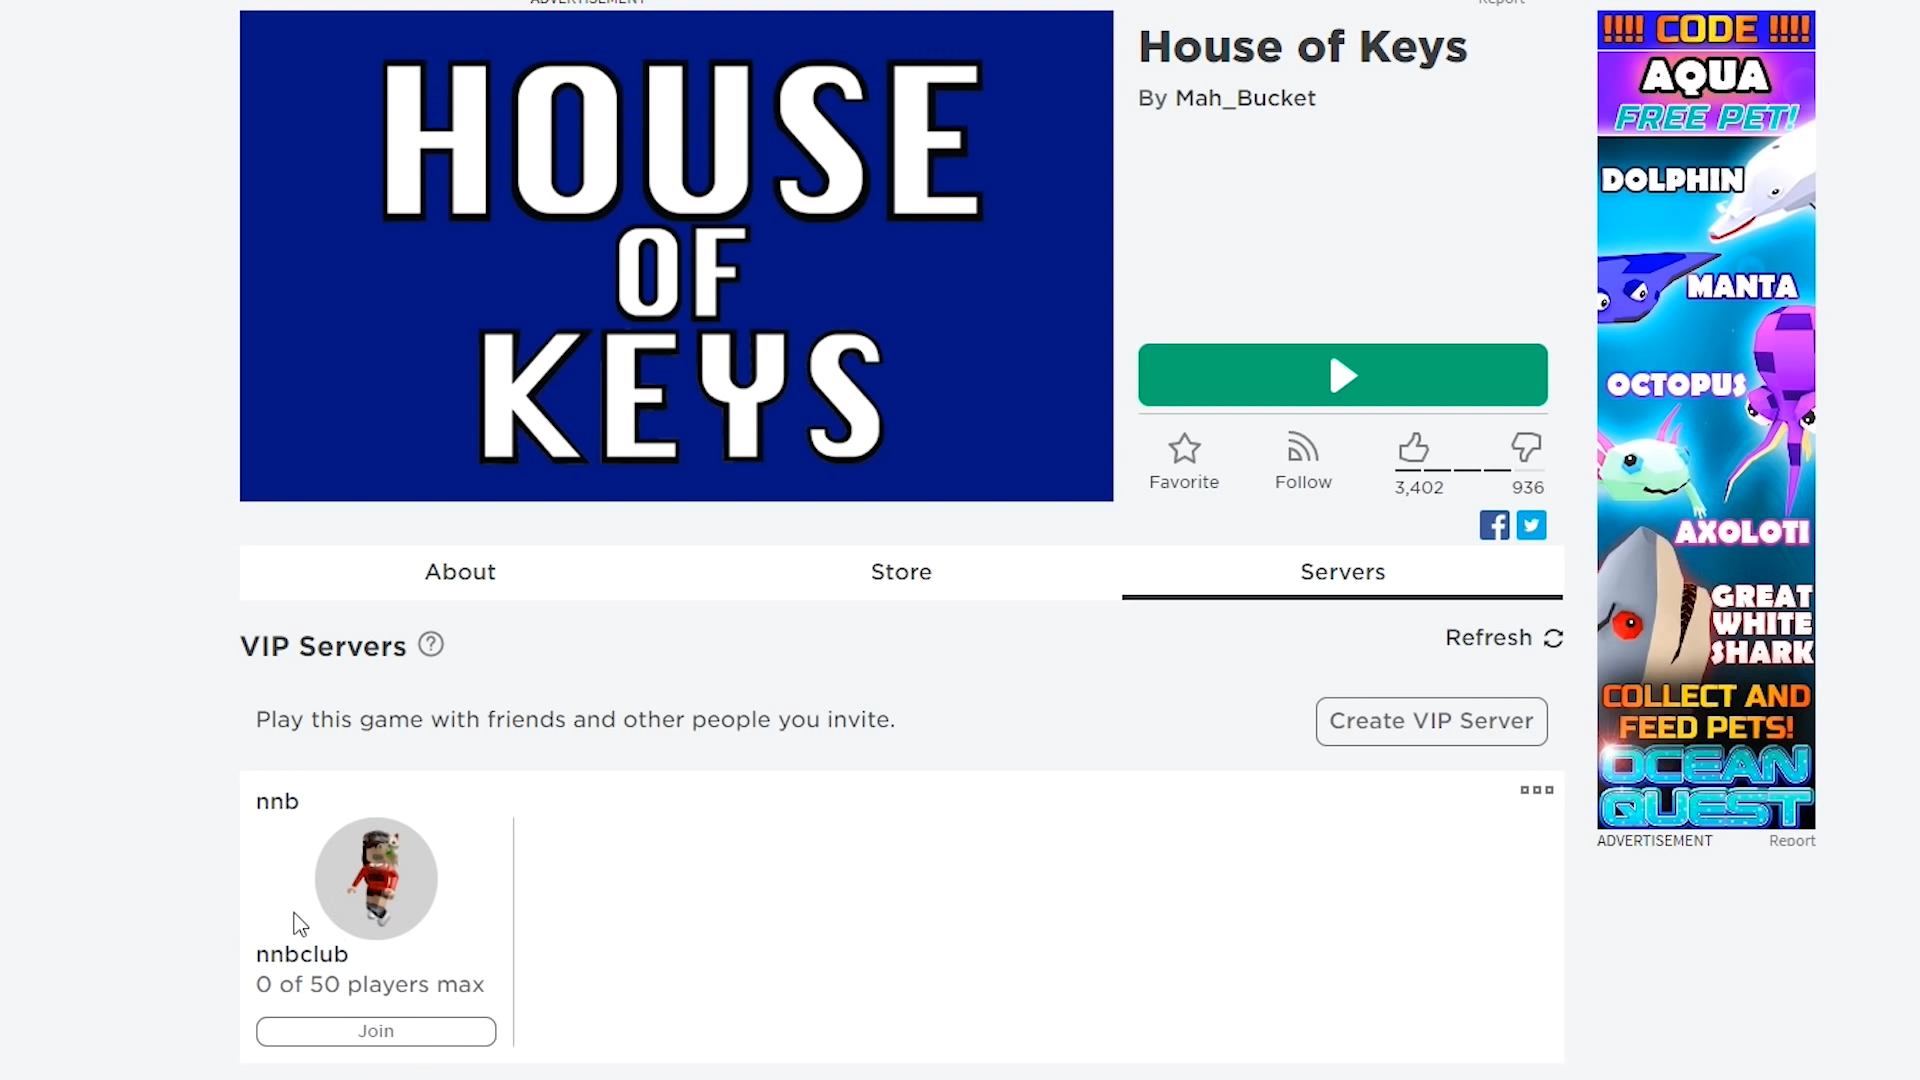 ADVERTISEMENT
Report
HOUSE
OF
KEYS
House of Keys
By Mah_Bucket
Favorite
Follow
3,402
936
About
Store
Servers
VIP Servers
Refresh
Play this game with friends and other people you invite.
Create VIP Server
nnb
nnbclub
0 of 50 players max
Join
!!!! CODE !!!!
AQUA
FREE PET!
DOLPHIN
MANTA
OCTOPUS
AXOLOTI
GREAT
WHITE
SHARK
COLLECT AND
FEED PETS!
OCEAN
QUEST
ADVERTISEMENT
Report